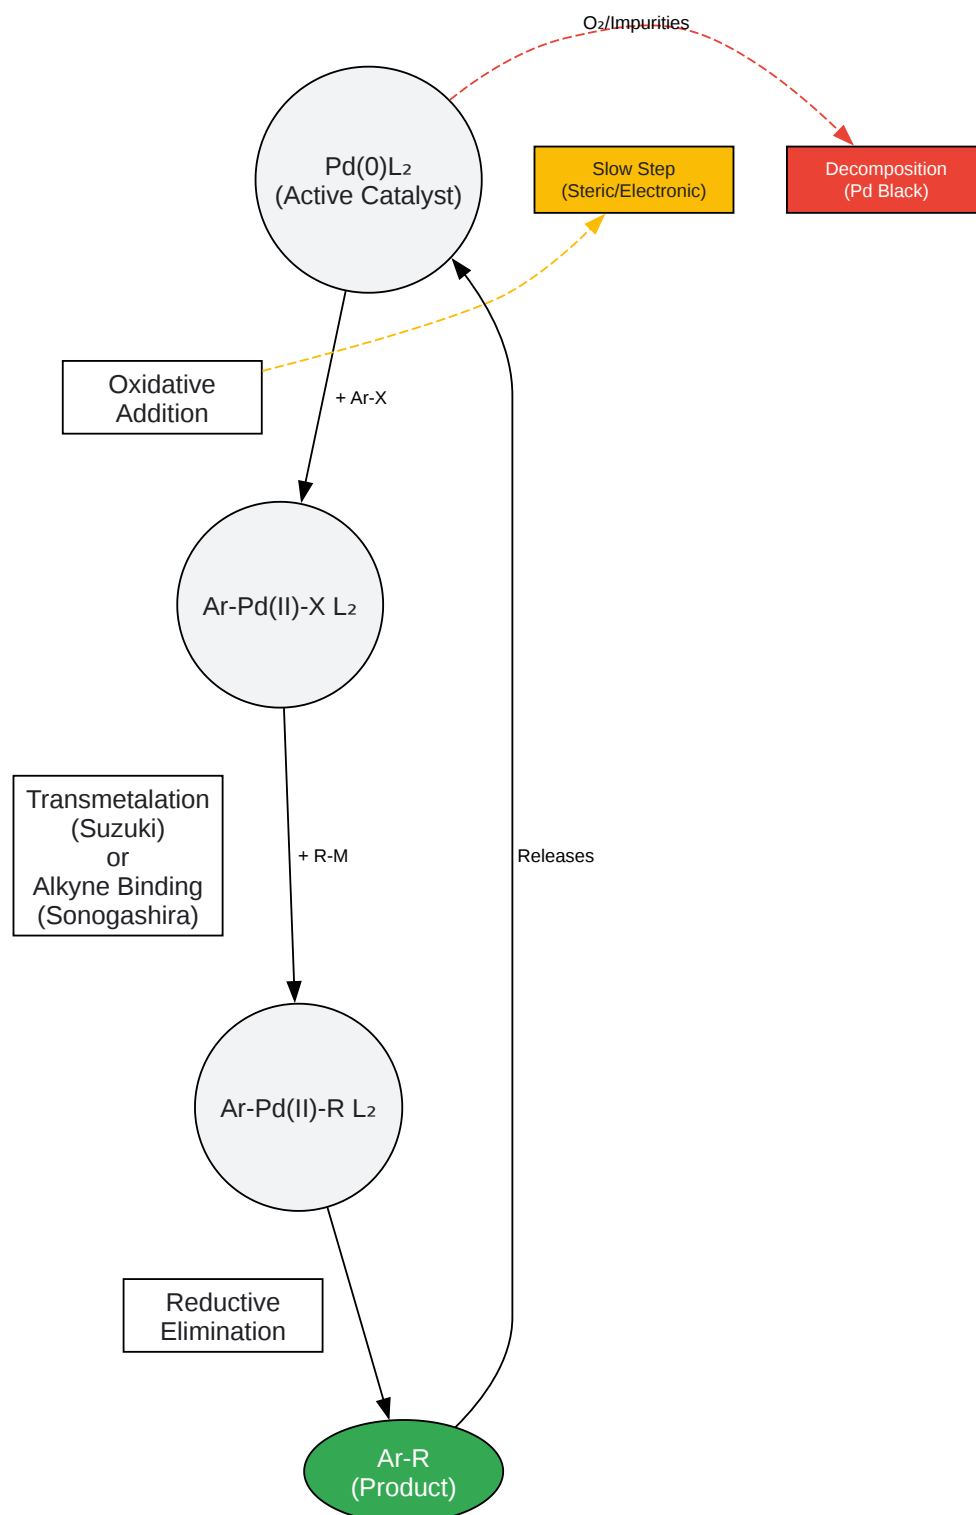 O₂/Impurities
Pd(0)L₂
(Active Catalyst)
Slow Step
(Steric/Electronic)
Decomposition
(Pd Black)
Oxidative
Addition
+ Ar-X
Ar-Pd(II)-X L₂
Transmetalation
(Suzuki)
or
Alkyne Binding
(Sonogashira)
+ R-M
Releases
Ar-Pd(II)-R L₂
Reductive
Elimination
Ar-R
(Product)